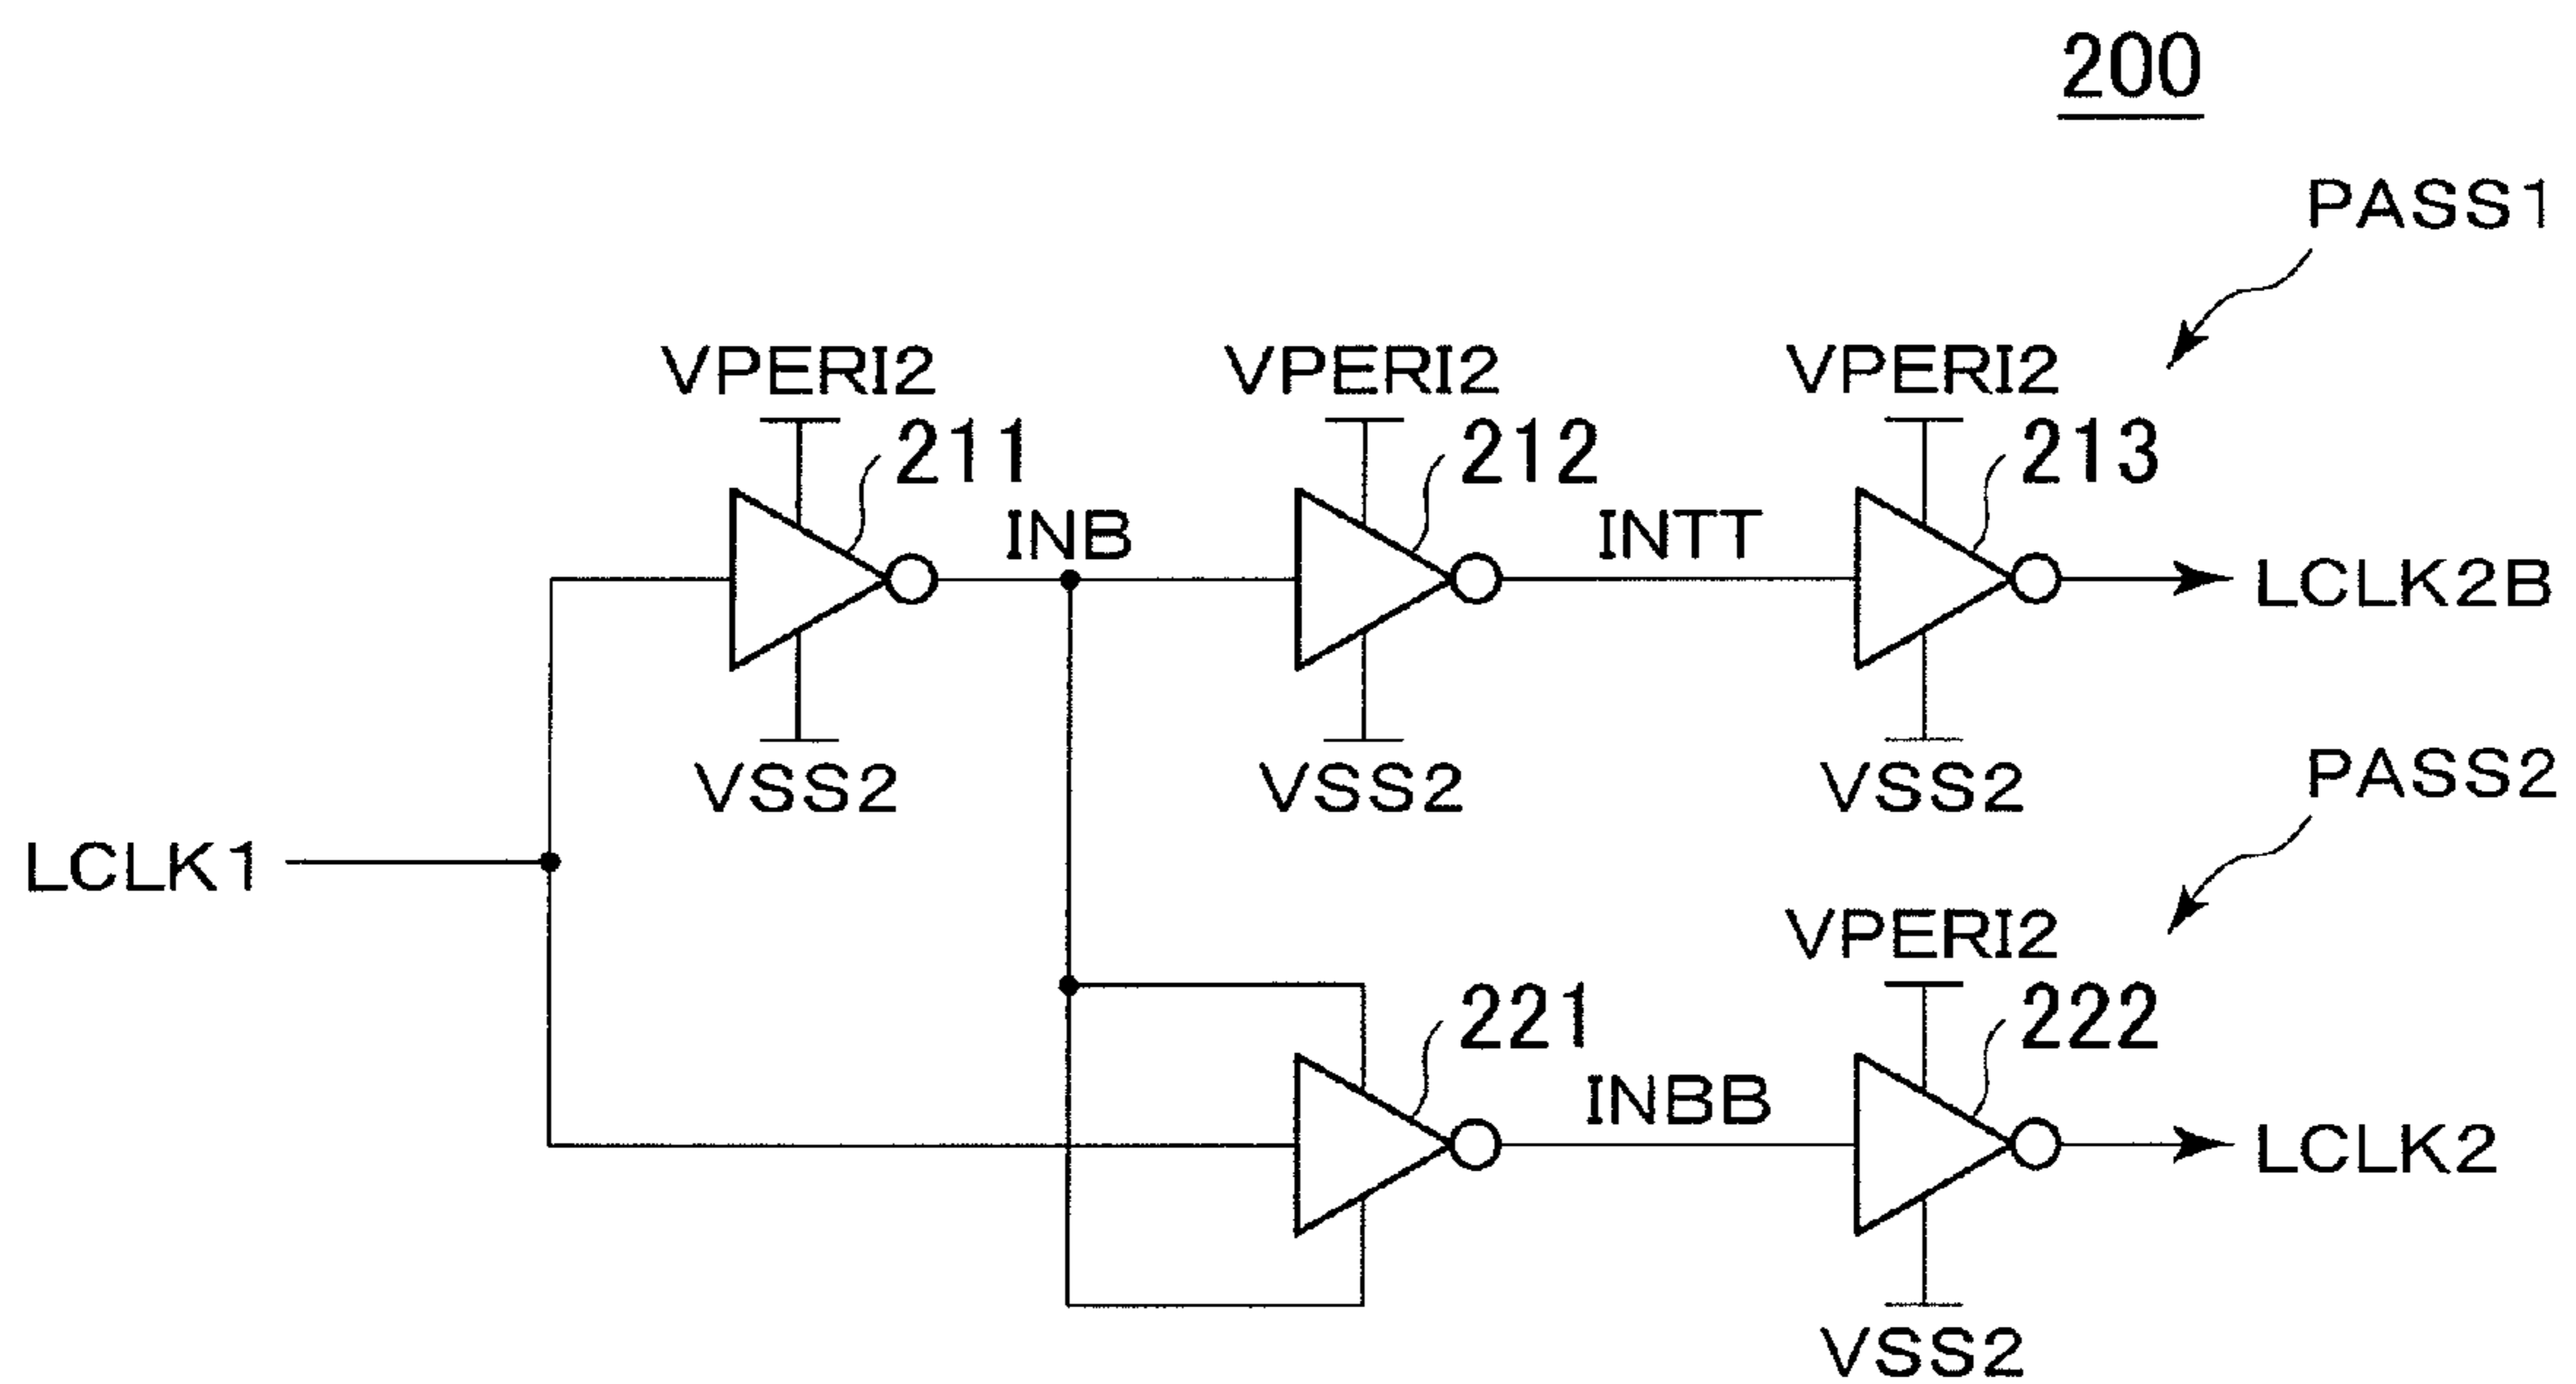 200
PASS1
VPERI2 VPERI2 VPERI2
211 212 213
INB INTT
LCLK2B
VSS2 VSS2 VSS2
PASS2
LCLK1
VPERI2
221 222
INBB
LCLK2
VSS2